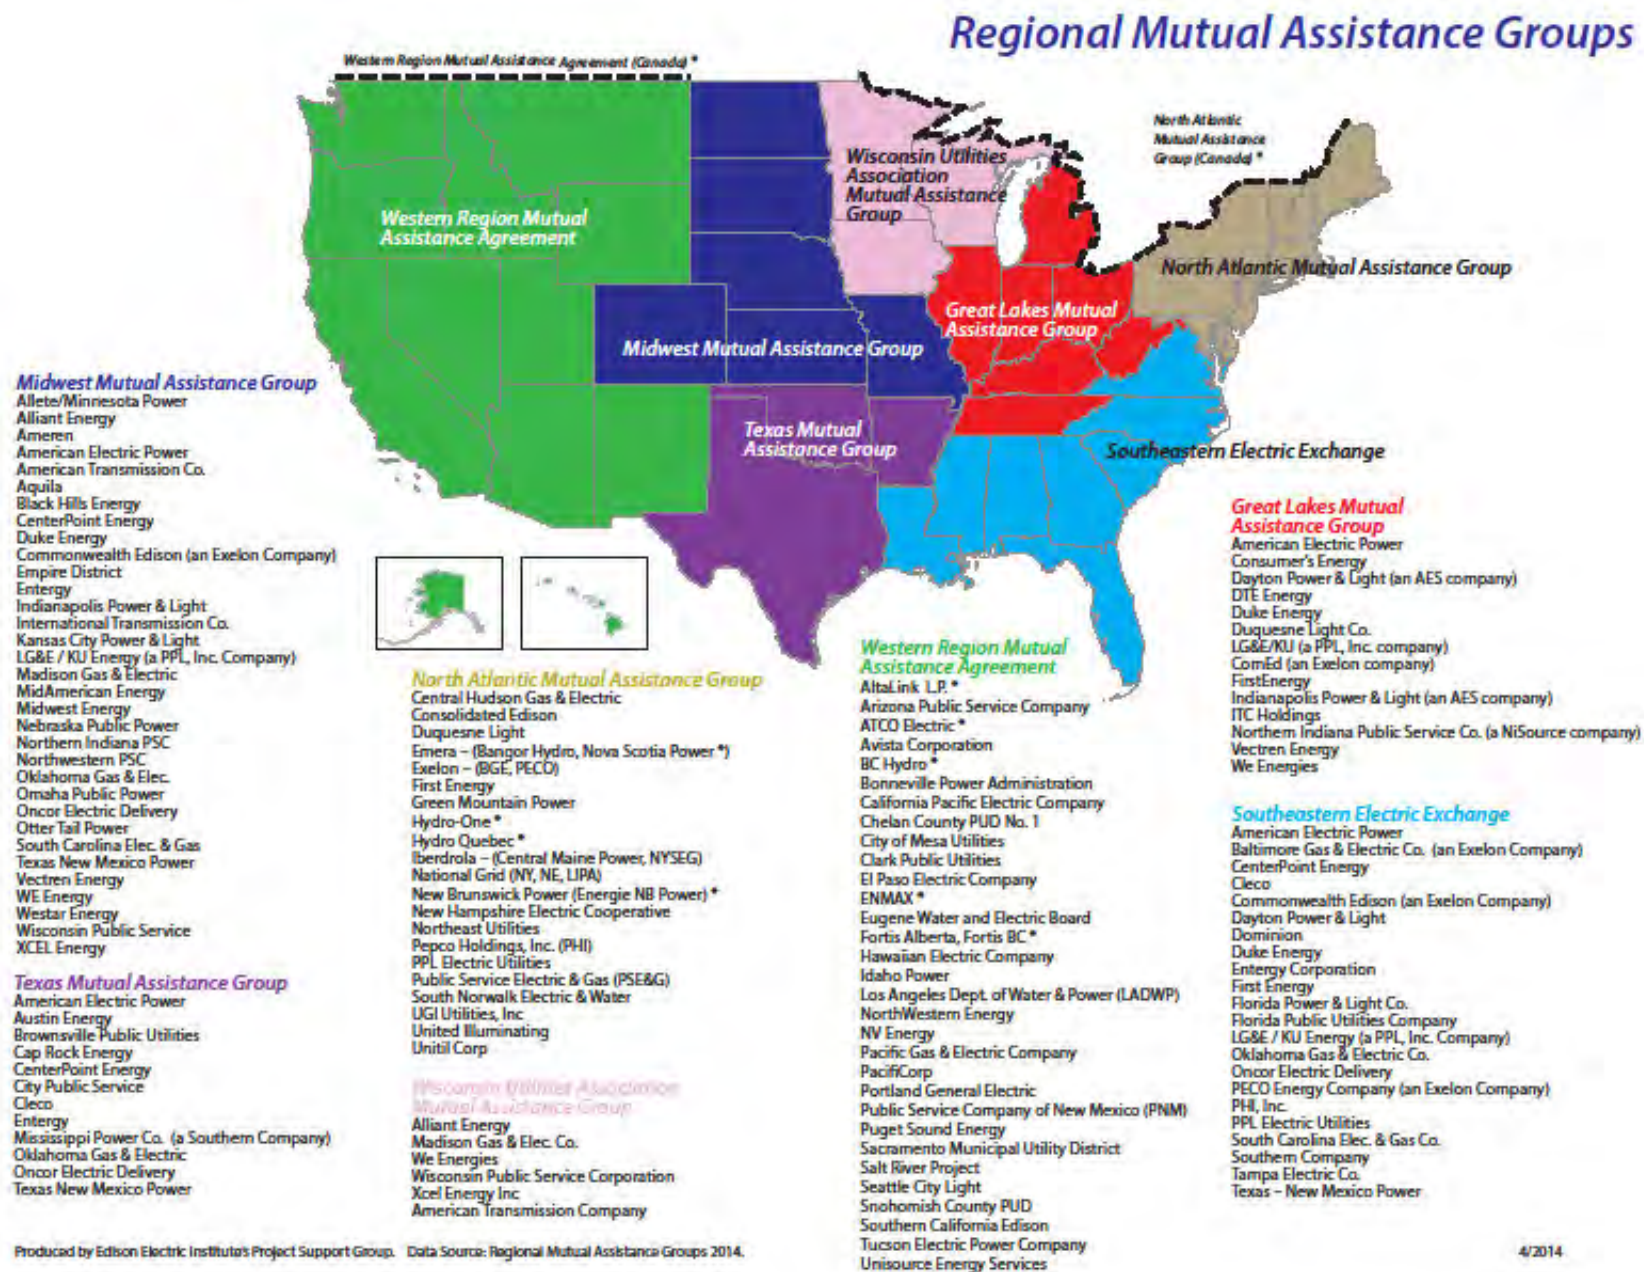 Regional Mutual Assistance Groups
Western Region Mutual Assistance Agreement (Canada) *
North Atlantic
Mutual Assistance
Group (Canada) *
Wisconsin Utilities
Association
Mutual Assistance
Group
Western Region Mutual
Assistance Agreement
North Atlantic Mutual Assistance Group
Great Lakes Mutual
Assistance Group
Midwest Mutual Assistance Group
Texas Mutual
Assistance Group
Southeastern Electric Exchange
Midwest Mutual Assistance Group
Allete/Minnesota Power
Alliant Energy
Ameren
American Electric Power
American Transmission Co.
Aquila
Black Hills Energy
CenterPoint Energy
Duke Energy
Commonwealth Edison (an Exelon Company)
Empire District
Entergy
Indianapolis Power & Light
International Transmission Co.
Kansas City Power & Light
LG&E / KU Energy (a PPL, Inc. Company)
Madison Gas & Electric
MidAmerican Energy
Midwest Energy
Nebraska Public Power
Northern Indiana PSC
Northwestern PSC
Oklahoma Gas & Elec.
Omaha Public Power
Oncor Electric Delivery
Otter Tail Power
South Carolina Elec. & Gas
Texas New Mexico Power
Vectren Energy
WE Energy
Westar Energy
Wisconsin Public Service
XCEL Energy
Texas Mutual Assistance Group
American Electric Power
Austin Energy
Brownsville Public Utilities
Cap Rock Energy
CenterPoint Energy
City Public Service
Cleco
Entergy
Mississippi Power Co. (a Southern Company)
Oklahoma Gas & Electric
Oncor Electric Delivery
Texas New Mexico Power
North Atlantic Mutual Assistance Group
Central Hudson Gas & Electric
Consolidated Edison
Duquesne Light
Emera – (Bangor Hydro, Nova Scotia Power *)
Exelon – (BGE, PECO)
First Energy
Green Mountain Power
Hydro-One *
Hydro Quebec *
Iberdrola – (Central Maine Power, NYSEG)
National Grid (NY, NE, LIPA)
New Brunswick Power (Energie NB Power) *
New Hampshire Electric Cooperative
Northeast Utilities
Pepco Holdings, Inc. (PHI)
PPL Electric Utilities
Public Service Electric & Gas (PSE&G)
South Norwalk Electric & Water
UGI Utilities, Inc
United Illuminating
Unitil Corp
Wisconsin Utilities Association
Mutual Assistance Group
Alliant Energy
Madison Gas & Elec. Co.
We Energies
Wisconsin Public Service Corporation
Xcel Energy Inc
American Transmission Company
Western Region Mutual
Assistance Agreement
AltaLink L.P. *
Arizona Public Service Company
ATCO Electric *
Avista Corporation
BC Hydro *
Bonneville Power Administration
California Pacific Electric Company
Chelan County PUD No. 1
City of Mesa Utilities
Clark Public Utilities
El Paso Electric Company
ENMAX *
Eugene Water and Electric Board
Fortis Alberta, Fortis BC *
Hawaiian Electric Company
Idaho Power
Los Angeles Dept. of Water & Power (LADWP)
NorthWestern Energy
NV Energy
Pacific Gas & Electric Company
PacifiCorp
Portland General Electric
Public Service Company of New Mexico (PNM)
Puget Sound Energy
Sacramento Municipal Utility District
Salt River Project
Seattle City Light
Snohomish County PUD
Southern California Edison
Tucson Electric Power Company
Unisource Energy Services
Great Lakes Mutual
Assistance Group
American Electric Power
Consumer's Energy
Dayton Power & Light (an AES company)
DTE Energy
Duke Energy
Duquesne Light Co.
LG&E/KU (a PPL, Inc. company)
ComEd (an Exelon company)
FirstEnergy
Indianapolis Power & Light (an AES company)
ITC Holdings
Northern Indiana Public Service Co. (a NiSource company)
Vectren Energy
We Energies
Southeastern Electric Exchange
American Electric Power
Baltimore Gas & Electric Co. (an Exelon Company)
CenterPoint Energy
Cleco
Commonwealth Edison (an Exelon Company)
Dayton Power & Light
Dominion
Duke Energy
Entergy Corporation
First Energy
Florida Power & Light Co.
Florida Public Utilities Company
LG&E / KU Energy (a PPL, Inc. Company)
Oklahoma Gas & Electric Co.
Oncor Electric Delivery
PECO Energy Company (an Exelon Company)
PHI, Inc.
PPL Electric Utilities
South Carolina Elec. & Gas Co.
Southern Company
Tampa Electric Co.
Texas – New Mexico Power
Produced by Edison Electric Institute's Project Support Group. Data Source: Regional Mutual Assistance Groups 2014.
4/2014